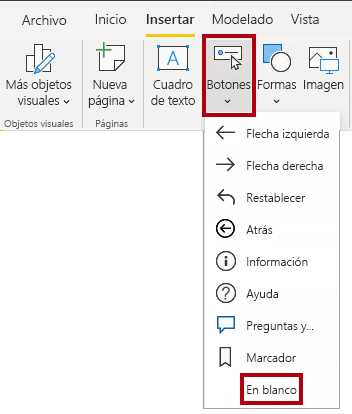 Archivo Inicio Insertar Modelado Vista
Más objetos visuales
Nueva página
Cuadro de texto
Botones
Formas
Imagen
Objetos visuales
Páginas
Flecha izquierda
Flecha derecha
Restablecer
Atrás
Información
Ayuda
Preguntas y...
Marcador
En blanco